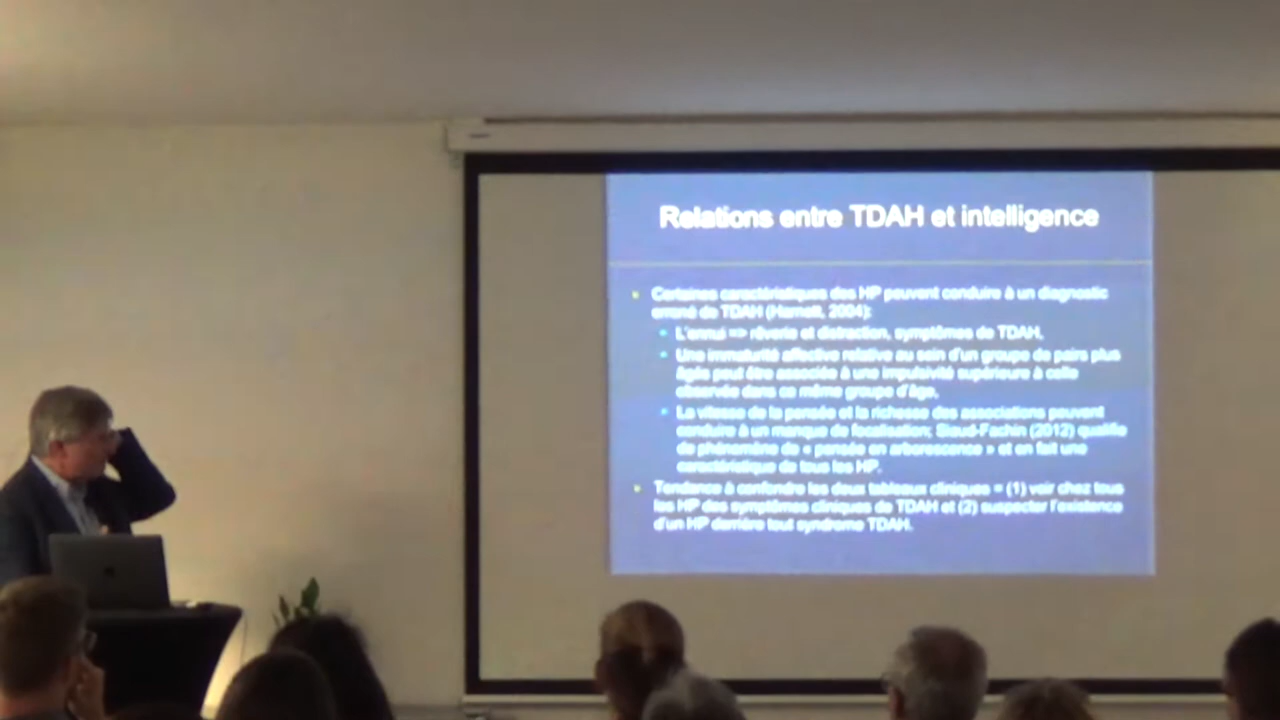 Relations entre TDAH et intelligence
Certaines caractéristiques des HP peuvent conduire à un diagnostic
erroné de TDAH (Harnett, 2004):
L'ennui => rêverie et distraction, symptômes de TDAH.
Une immaturité affective relative au sein d'un groupe de pairs plus
âgés peut être associée à une impulsivité supérieure à celle
observée dans ce même groupe d'âge.
La vitesse de la pensée et la richesse des associations peuvent
conduire à un manque de focalisation; Siaud-Fachin (2012) qualifie
de phénomène de « pensée en arborescence » et en fait une
caractéristique de tous les HP.
Tendance à confondre les deux tableaux cliniques = (1) voir chez tous
les HP des symptômes cliniques de TDAH et (2) suspecter l'existence
d'un HP derrière tout syndrome TDAH.